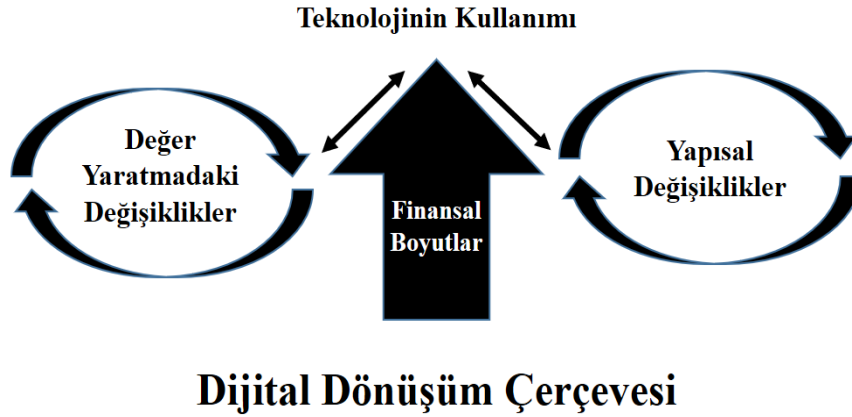 Teknolojinin Kullanımı
Değer
Yaratmadaki
Değişiklikler
Finansal
Boyutlar
Yapısal
Değişiklikler
Dijital Dönüşüm Çerçevesi